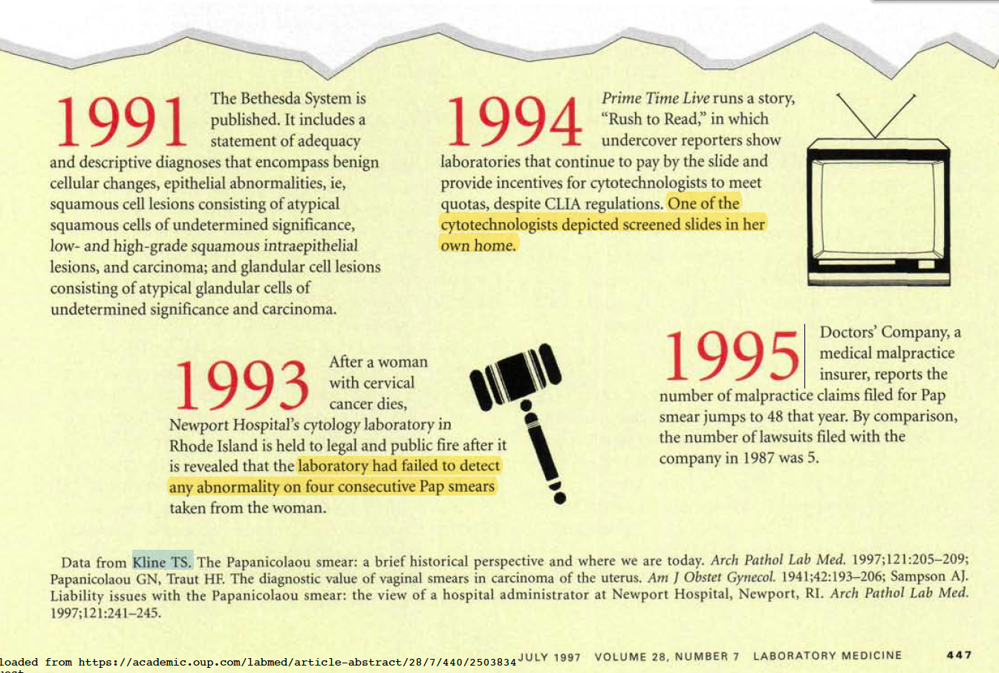 1991
The Bethesda System is
published. It includes a
statement of adequacy
and descriptive diagnoses that encompass benign
cellular changes, epithelial abnormalities, ie,
squamous cell lesions consisting of atypical
squamous cells of undetermined significance,
low- and high-grade squamous intraepithelial
lesions, and carcinoma; and glandular cell lesions
consisting of atypical glandular cells of
undetermined significance and carcinoma.
1993
After a woman
with cervical
cancer dies,
Newport Hospital's cytology laboratory in
Rhode Island is held to legal and public fire after it
is revealed that the laboratory had failed to detect
any abnormality on four consecutive Pap smears
taken from the woman.
1994
Prime Time Live runs a story,
“Rush to Read,” in which
undercover reporters show
laboratories that continue to pay by the slide and
provide incentives for cytotechnologists to meet
quotas, despite CLIA regulations. One of the
cytotechnologists depicted screened slides in her
own home.
1995
Doctors' Company, a
medical malpractice
insurer, reports the
number of malpractice claims filed for Pap
smear jumps to 48 that year. By comparison,
the number of lawsuits filed with the
company in 1987 was 5.
Data from Kline TS. The Papanicolaou smear: a brief historical perspective and where we are today. Arch Pathol Lab Med. 1997;121:205–209;
Papanicolaou GN, Traut HF. The diagnostic value of vaginal smears in carcinoma of the uterus. Am J Obstet Gynecol. 1941;42:193–206; Sampson AJ.
Liability issues with the Papanicolaou smear: the view of a hospital administrator at Newport Hospital, Newport, RI. Arch Pathol Lab Med.
1997;121:241–245.
loaded from https://academic.oup.com/labmed/article-abstract/28/7/440/2503834
JULY 1997 VOLUME 28, NUMBER 7 LABORATORY MEDICINE 447